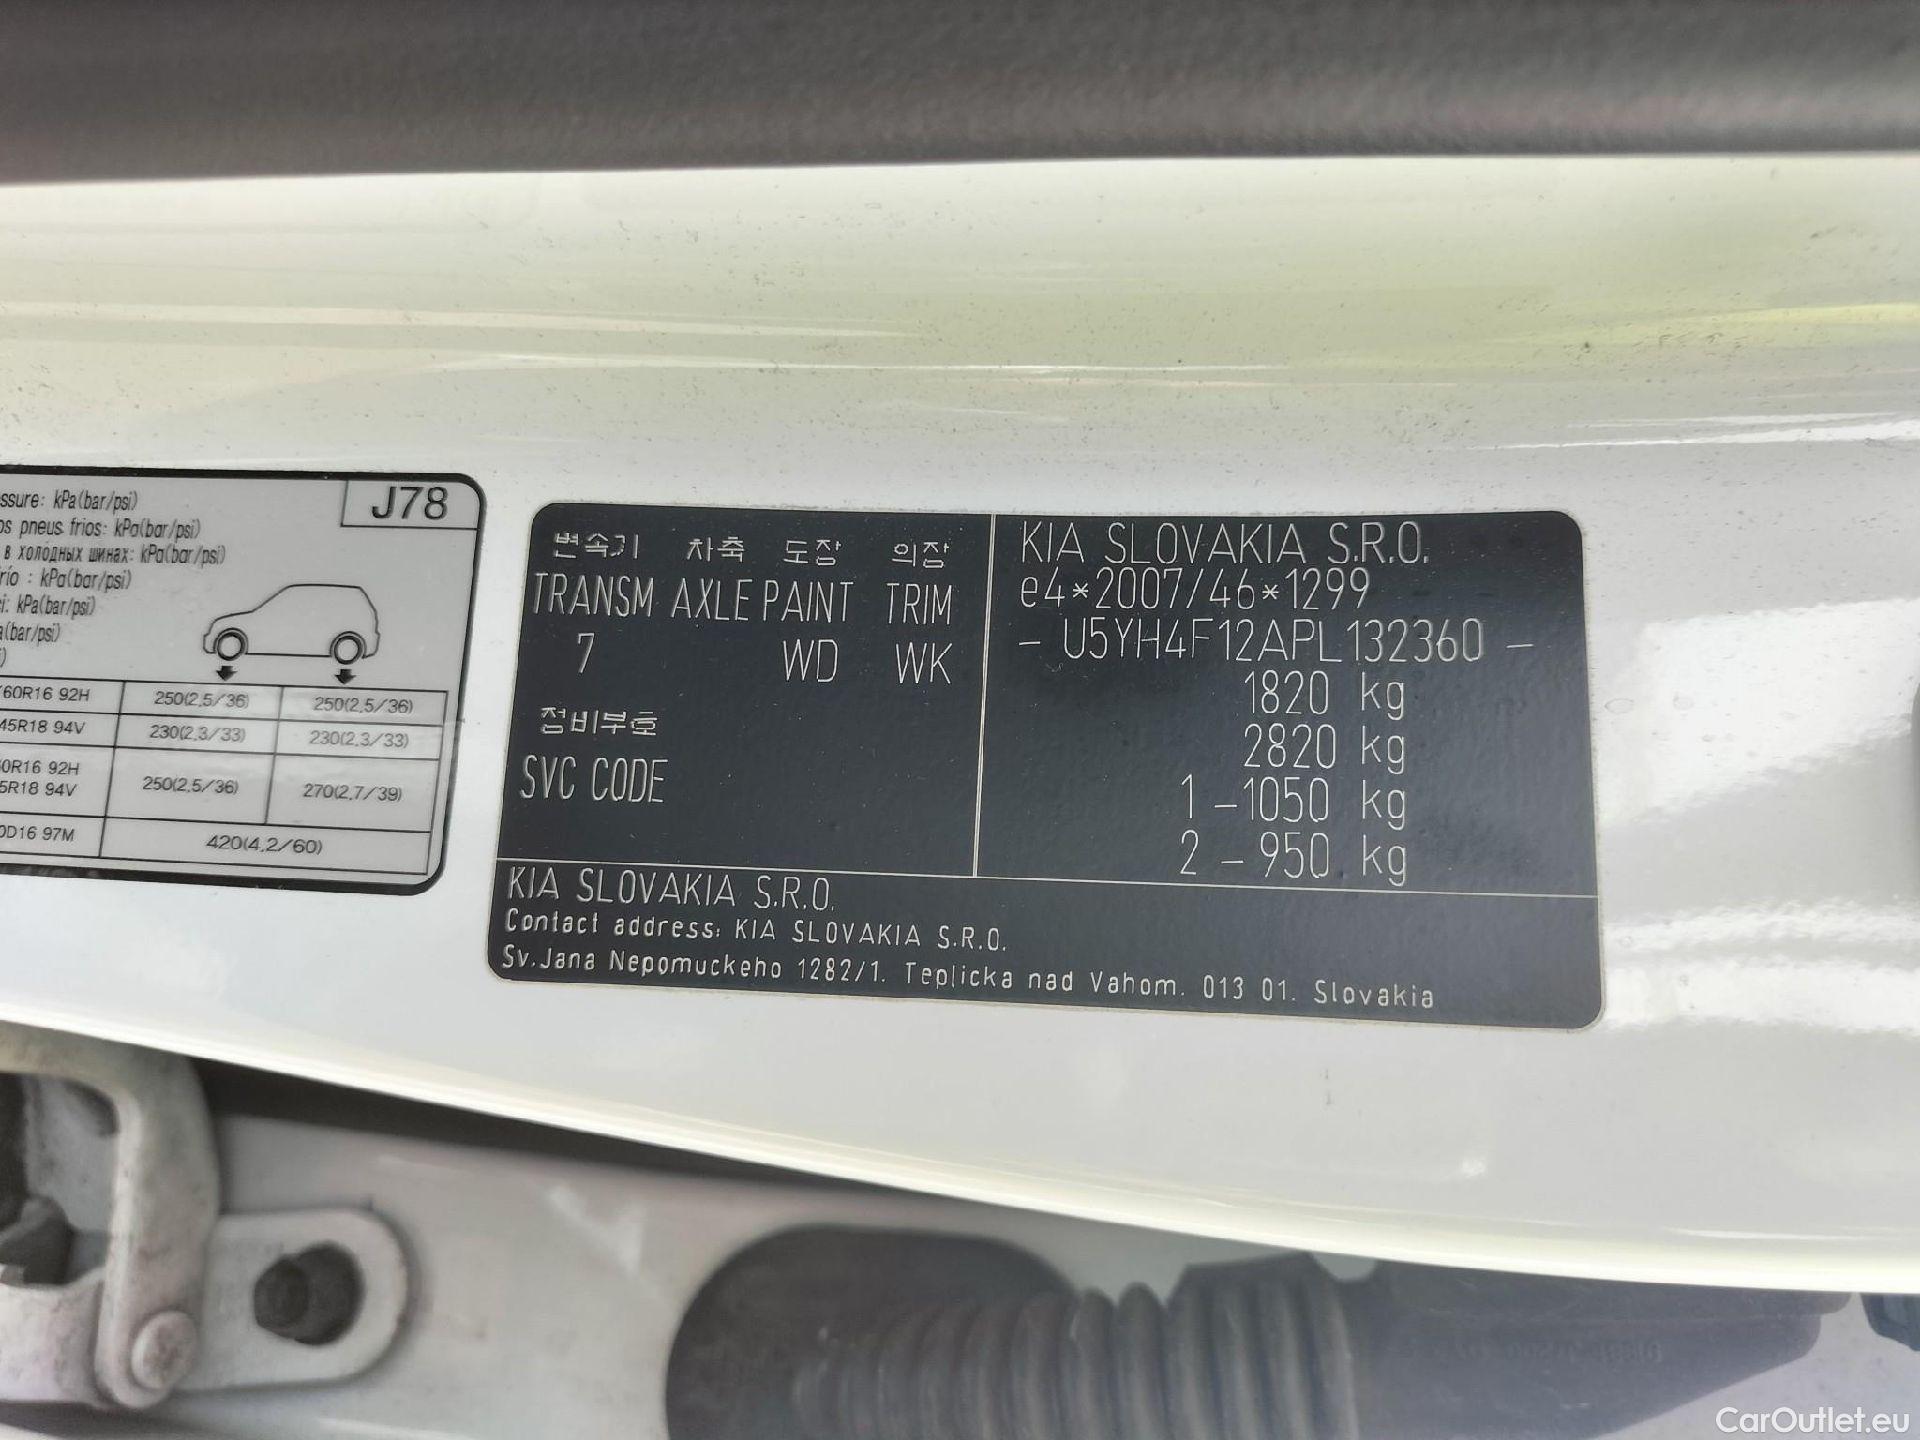 ssure: kPa(bar/psi)
J78
os pneus frios: kPa(bar/psi)
в холодных шинах: kPa(bar/psi)
río : kPa(bar/psi)
ei: kPa(bar/psi)
a(bar/psi)
i)
60R16 92H 250(2,5/36) 250(2,5/36)
45R18 94V 230(2,3/33) 230(2,3/33)
0R16 92H
5R18 94V 250(2,5/36) 270(2,7/39)
0D16 97M 420(4,2/60)
변속기 차축 도장 의장
TRANSM AXLE PAINT TRIM
7 WD WK
정비부호
SVC CODE
KIA SLOVAKIA S.R.O.
e4*2007/46*1299
- U5YH4F12APL132360 -
1820 kg
2820 kg
1 -1050 kg
2 - 950 kg
KIA SLOVAKIA S.R.O.
Contact address: KIA SLOVAKIA S.R.O.
Sv.Jana Nepomuckeho 1282/1. Teplicka nad Vahom. 013 01. Slovakia
CarOutlet.eu